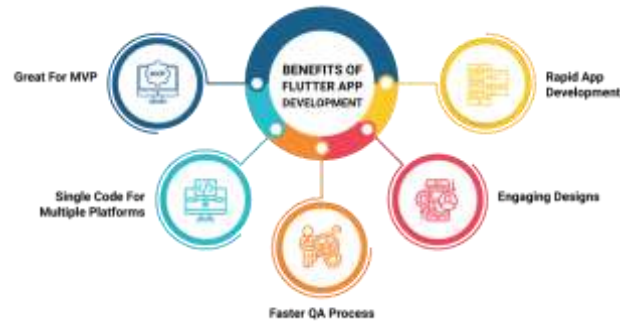 BENEFITS OF
FLUTTER APP
DEVELOPMENT
Great For MVP
Rapid App
Development
Single Code For
Multiple Platforms
Engaging Designs
Faster QA Process